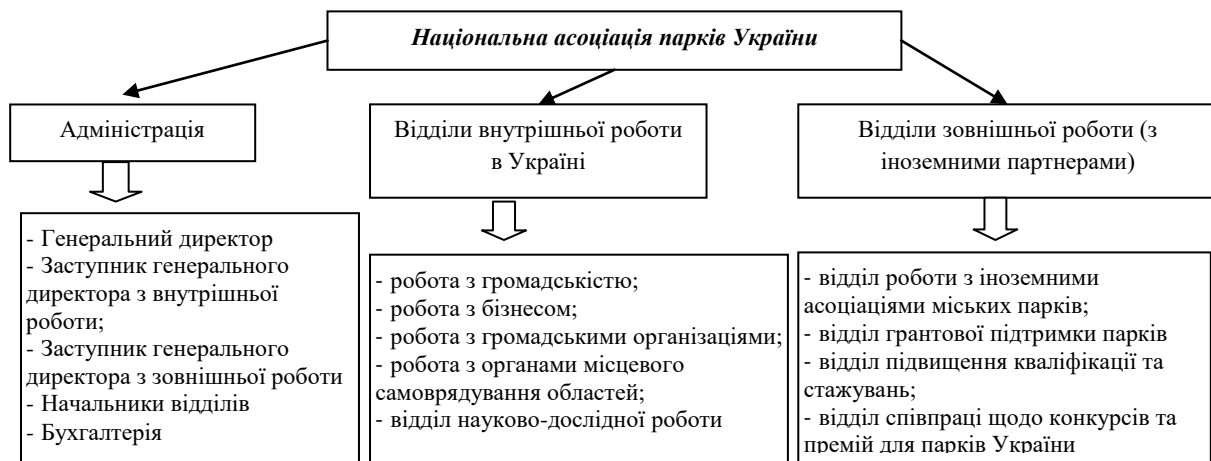 Національна асоціація парків України
Адміністрація
Відділи внутрішньої роботи
в Україні
Відділи зовнішньої роботи (з
іноземними партнерами)
- Генеральний директор
- Заступник генерального
директора з внутрішньої
роботи;
- Заступник генерального
директора з зовнішньої роботи
- Начальники відділів
- Бухгалтерія
- робота з громадськістю;
- робота з бізнесом;
- робота з громадськими організаціями;
- робота з органами місцевого
самоврядування областей;
- відділ науково-дослідної роботи
- відділ роботи з іноземними
асоціаціями міських парків;
- відділ грантової підтримки парків
- відділ підвищення кваліфікації та
стажувань;
- відділ співпраці щодо конкурсів та
премій для парків України